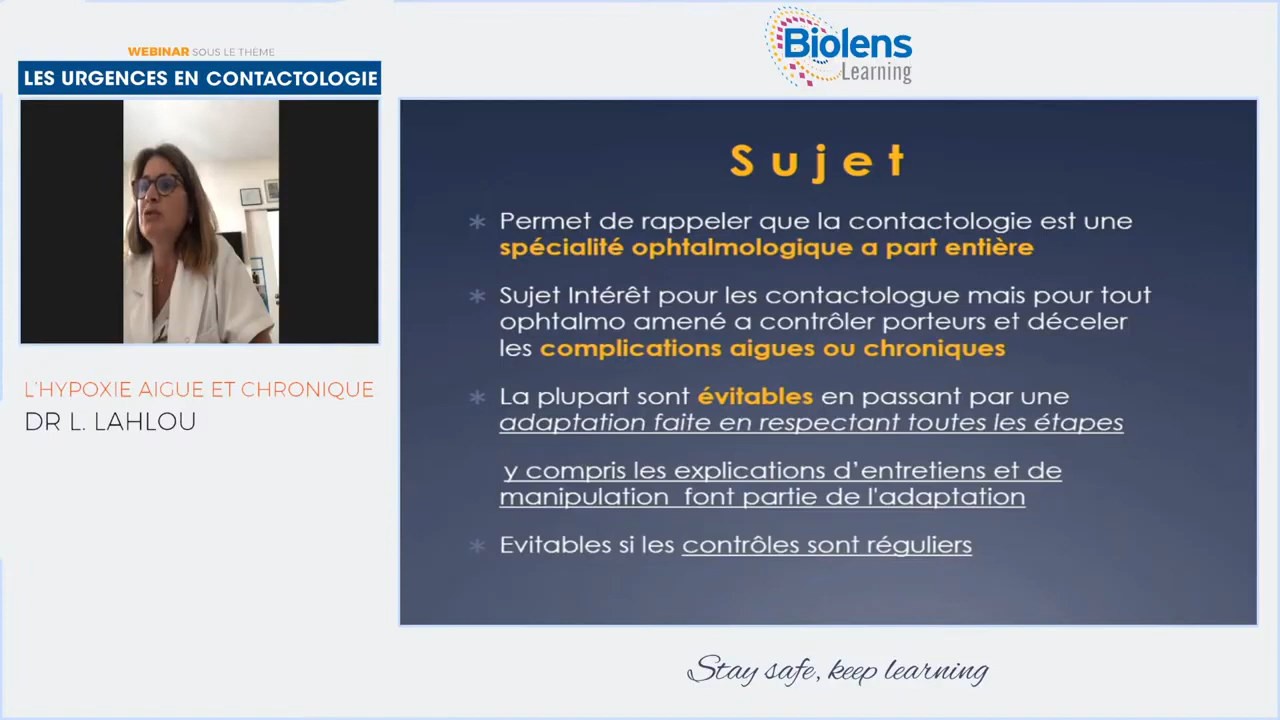 WEBINAR SOUS LE THÈME
LES URGENCES EN CONTACTOLOGIE
L'HYPOXIE AIGUE ET CHRONIQUE
DR L. LAHLOU
Biolens
Learning
Sujet
* Permet de rappeler que la contactologie est une
spécialité ophtalmologique a part entière
* Sujet Intérêt pour les contactologue mais pour tout
ophtalmo amené a contrôler porteurs et déceler
les complications aigues ou chroniques
* La plupart sont évitables en passant par une
adaptation faite en respectant toutes les étapes
y compris les explications d'entretiens et de
manipulation font partie de l'adaptation
* Evitables si les contrôles sont réguliers
Stay safe, keep learning